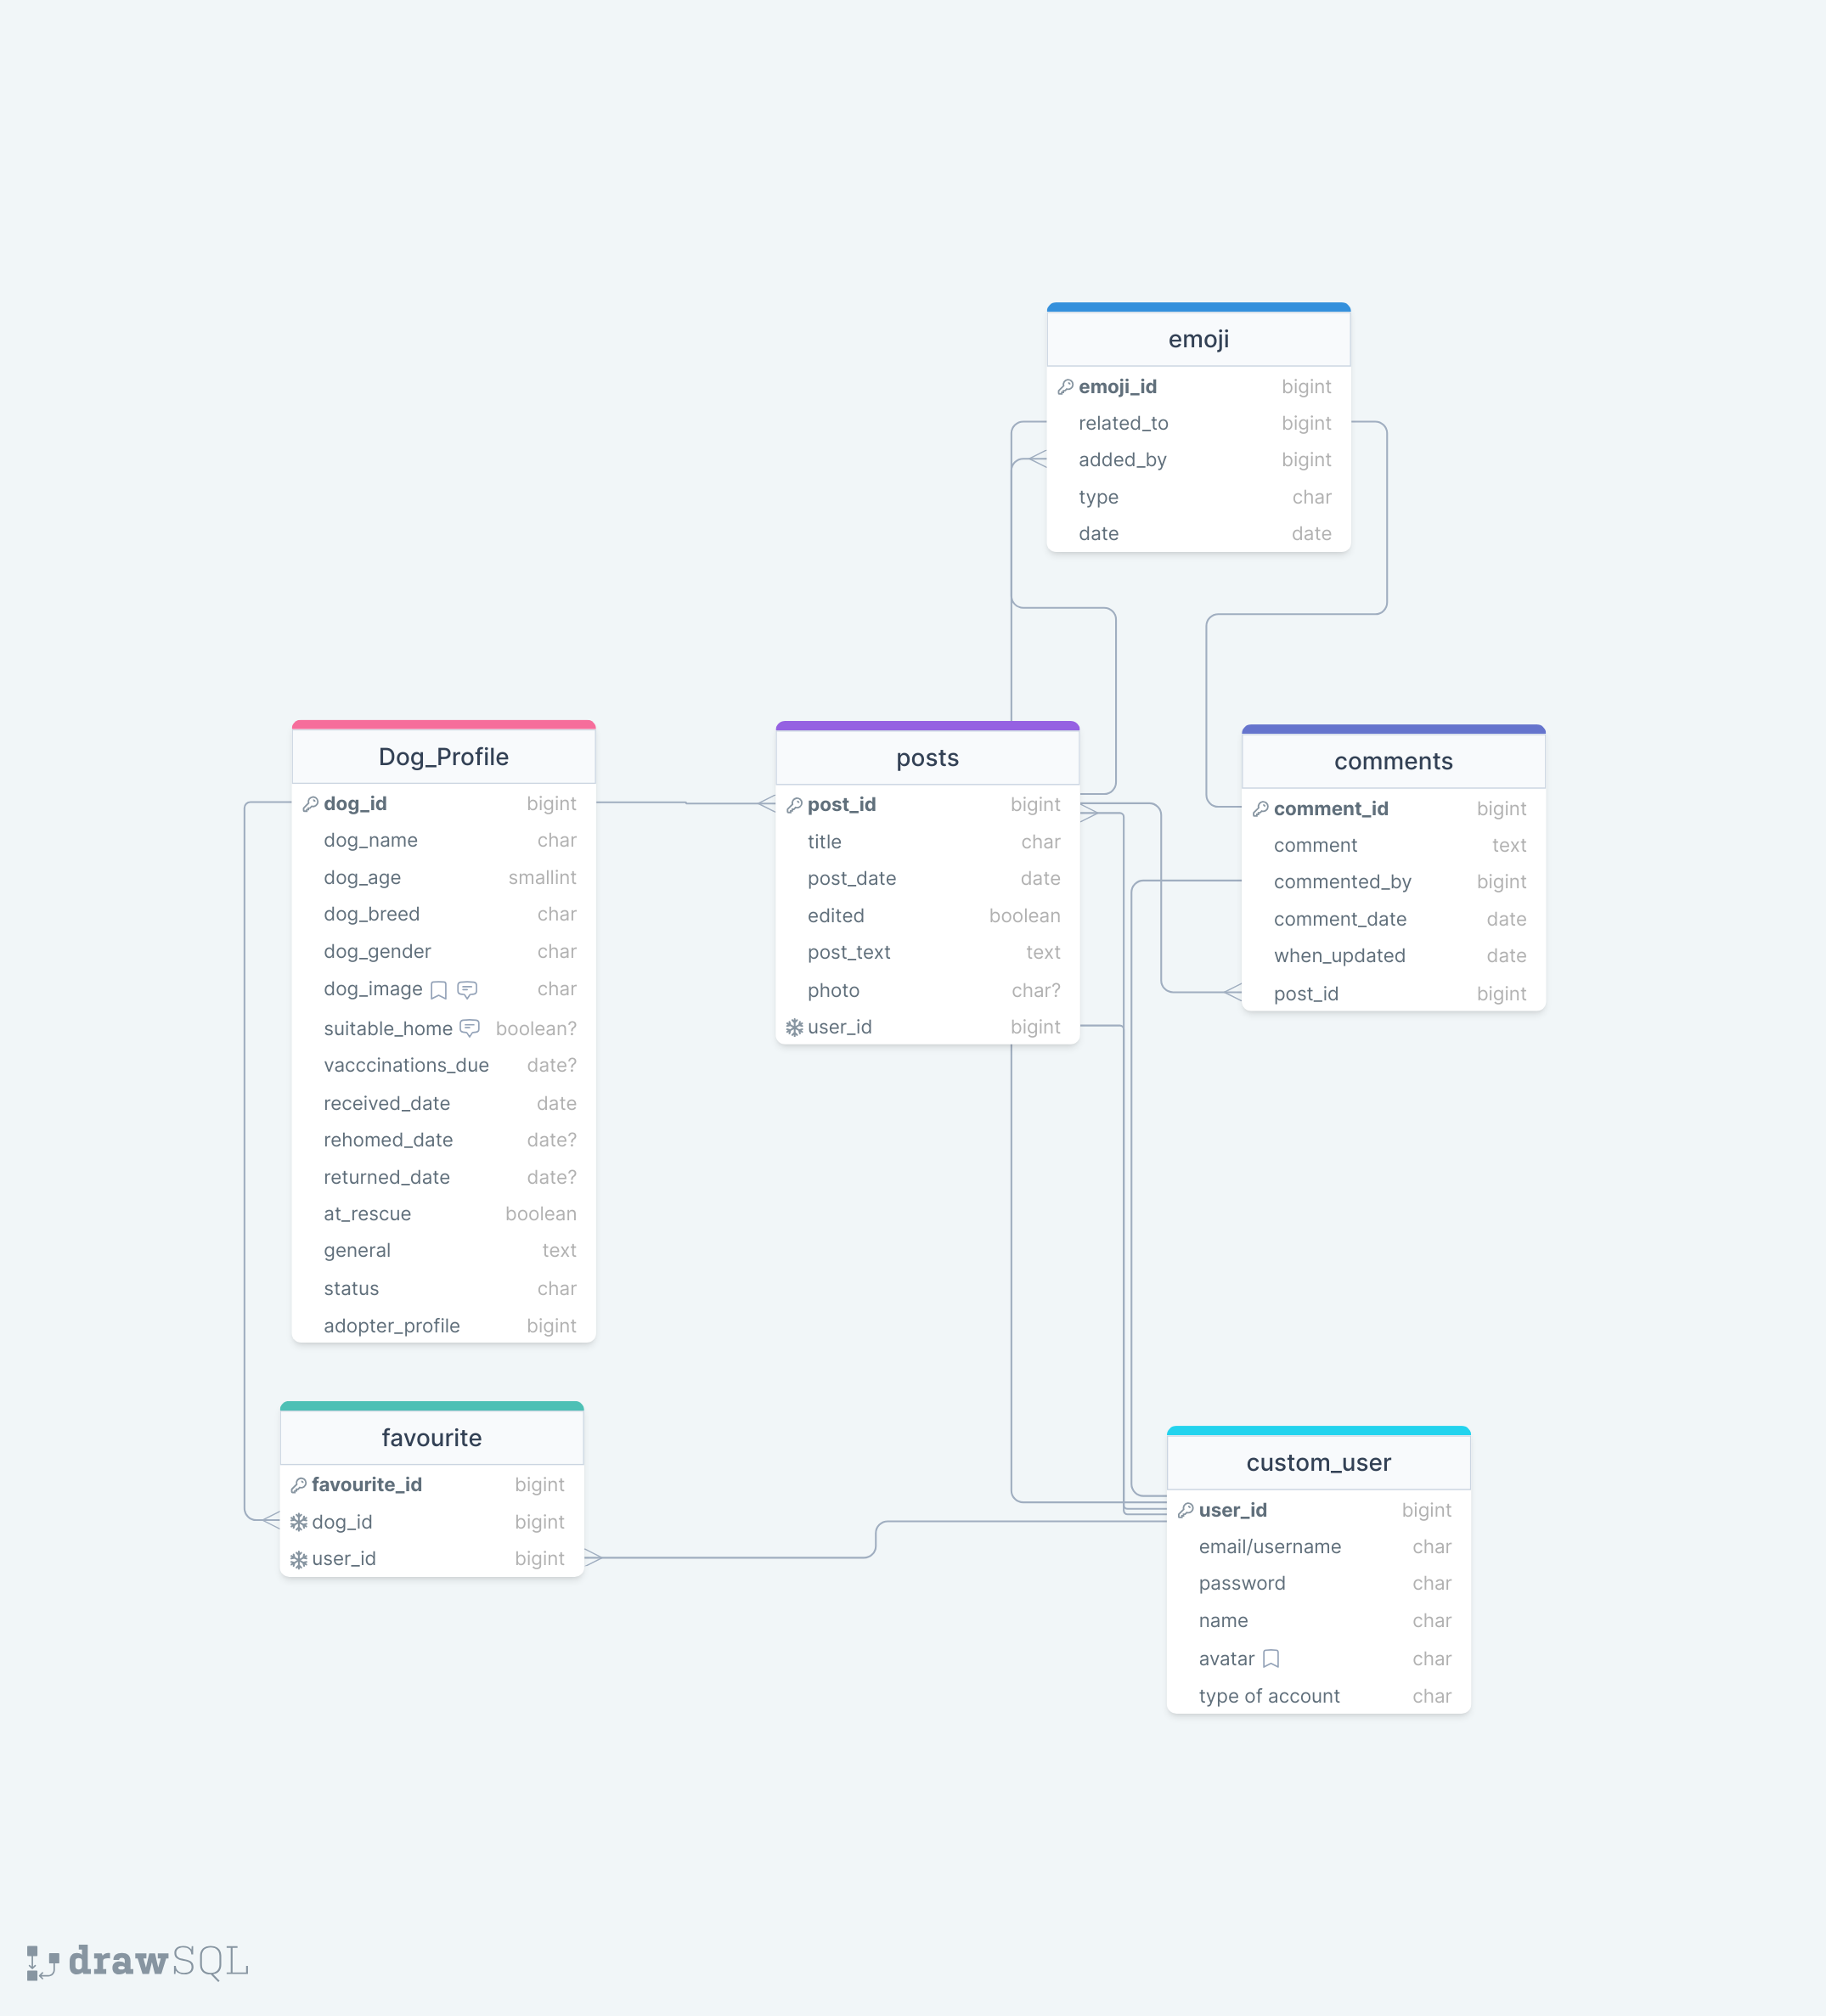 emoji
emoji_id bigint
related_to bigint
added_by bigint
type char
date date
Dog_Profile
dog_id bigint
dog_name char
dog_age smallint
dog_breed char
dog_gender char
dog_image char
suitable_home boolean?
vacccinations_due date?
received_date date
rehomed_date date?
returned_date date?
at_rescue boolean
general text
status char
adopter_profile bigint
posts
post_id bigint
title char
post_date date
edited boolean
post_text text
photo char?
user_id bigint
comments
comment_id bigint
comment text
commented_by bigint
comment_date date
when_updated date
post_id bigint
favourite
favourite_id bigint
dog_id bigint
user_id bigint
custom_user
user_id bigint
email/username char
password char
name char
avatar char
type of account char
drawSQL